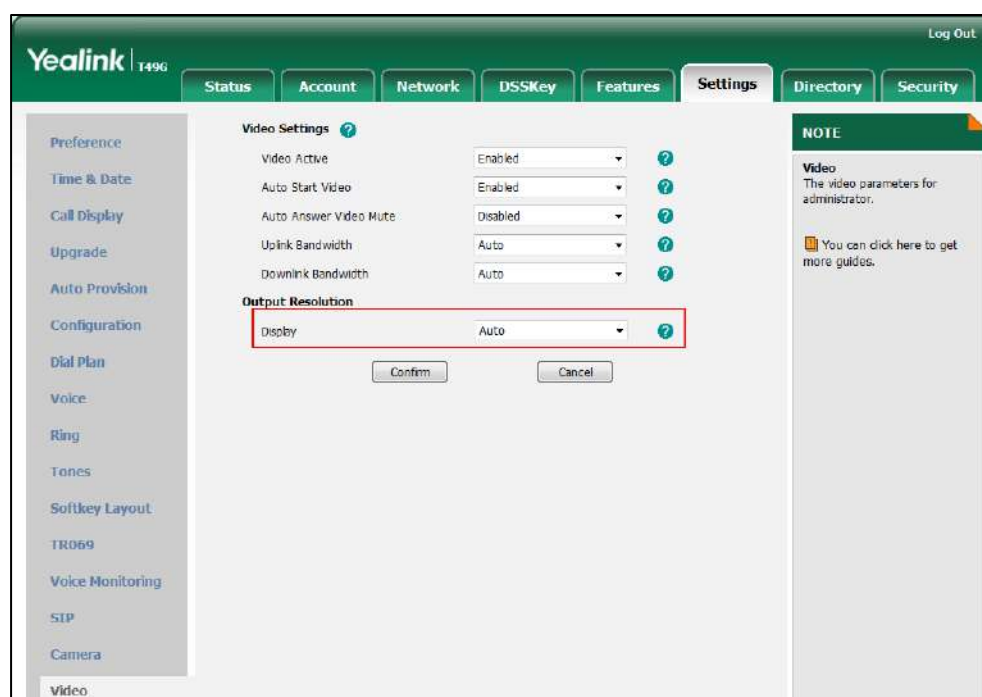 Log Out
Yealink T49G
Status Account Network DSSKey Features Settings Directory Security
Preference
Time & Date
Call Display
Upgrade
Auto Provision
Configuration
Dial Plan
Voice
Ring
Tones
Softkey Layout
TR069
Voice Monitoring
SIP
Camera
Video
Video Settings ?
Video Active Enabled ?
Auto Start Video Enabled ?
Auto Answer Video Mute Disabled ?
Uplink Bandwidth Auto ?
Downlink Bandwidth Auto ?
Output Resolution
Display Auto ?
Confirm Cancel
NOTE
Video
The video parameters for
administrator.
You can click here to get
more guides.